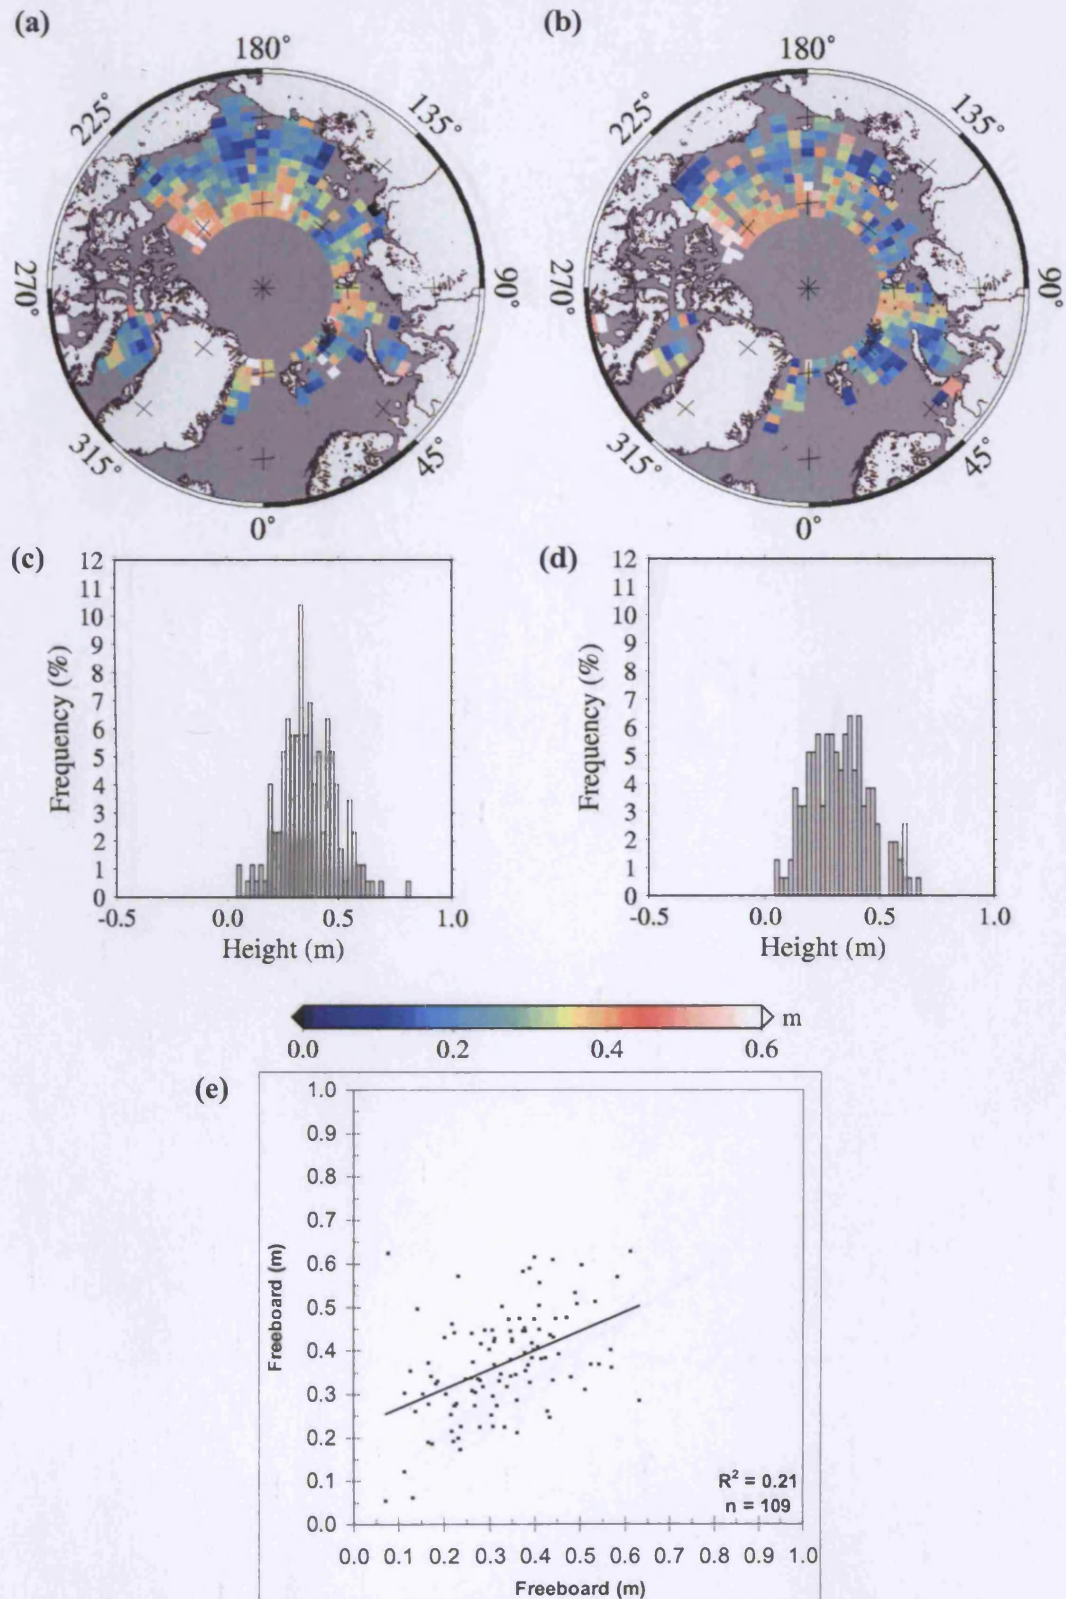 (a)
(b)
180°
180°
225°
135°
225°
135°
270°
90°
270°
90°
315°
45°
315°
45°
0°
0°
(c)
(d)
12
11
10
9
8
7
6
5
4
3
2
1
0
Frequency (%)
-0.5 0.0 0.5 1.0
Height (m)
12
11
10
9
8
7
6
5
4
3
2
1
0
Frequency (%)
-0.5 0.0 0.5 1.0
Height (m)
m
0.0 0.2 0.4 0.6
(e)
1.0
0.9
0.8
0.7
0.6
0.5
0.4
0.3
0.2
0.1
0.0
Freeboard (m)
R² = 0.21
n = 109
0.0 0.1 0.2 0.3 0.4 0.5 0.6 0.7 0.8 0.9 1.0
Freeboard (m)